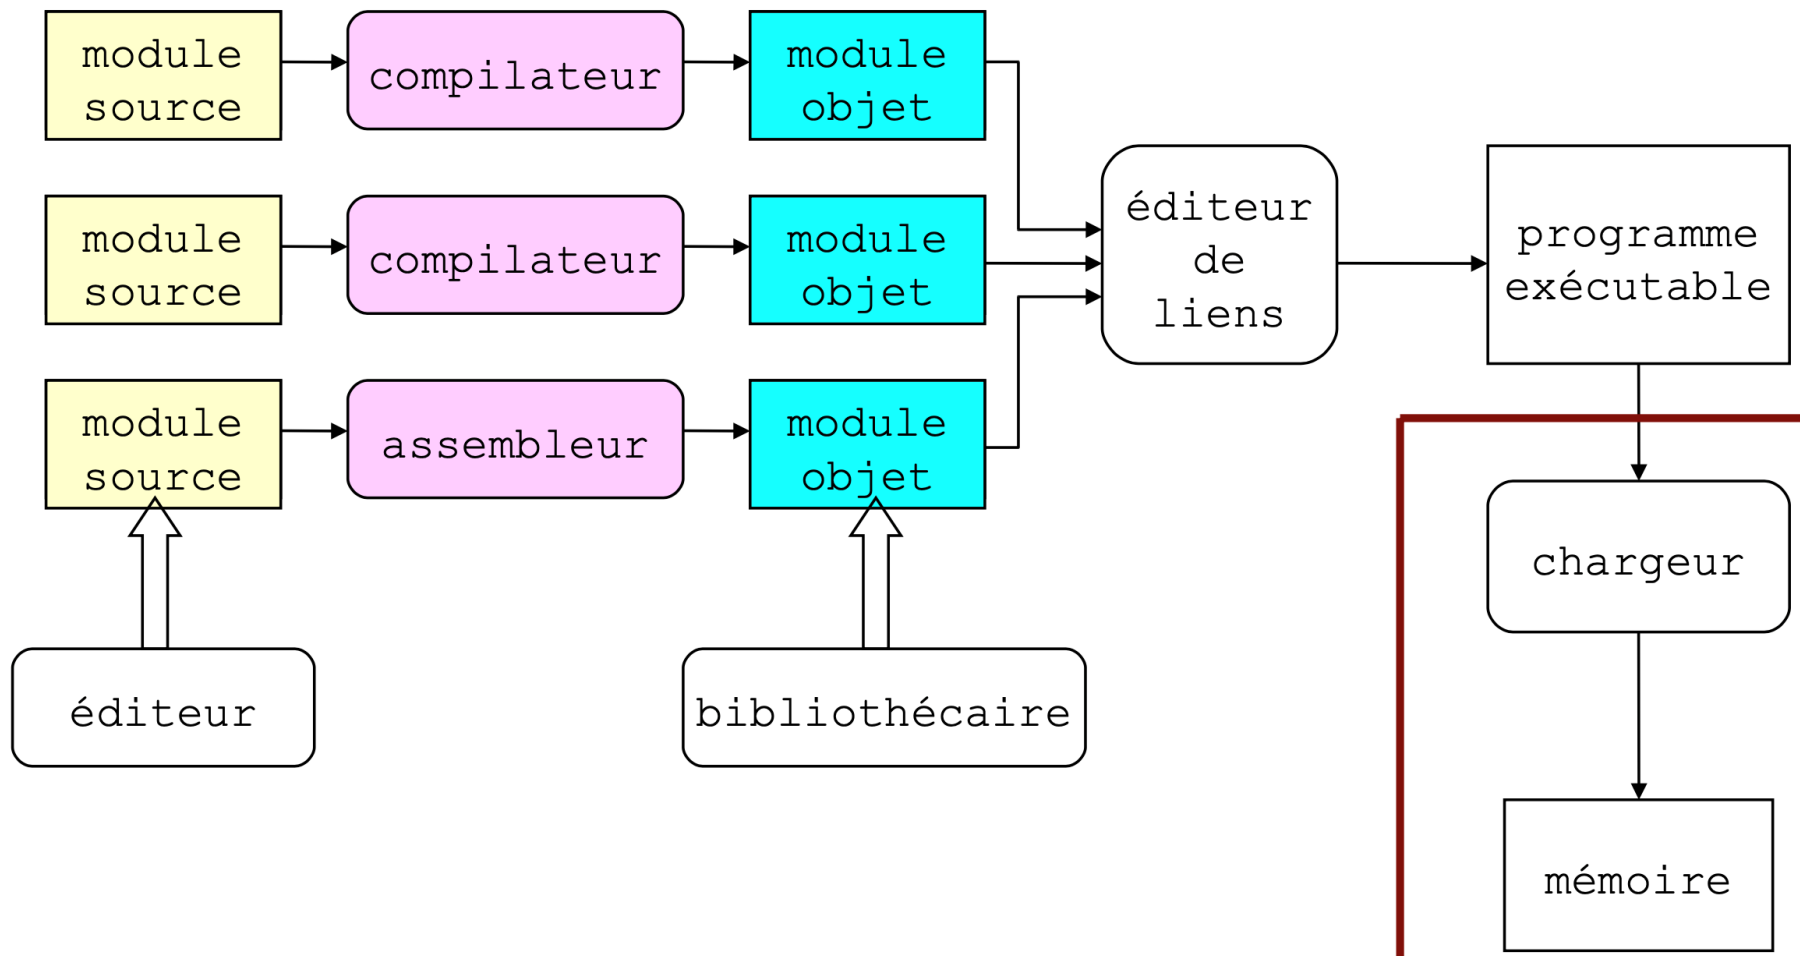 module
source
compilateur
module
objet
module
source
compilateur
module
objet
éditeur
de
liens
programme
exécutable
module
source
assembleur
module
objet
chargeur
éditeur
bibliothécaire
mémoire